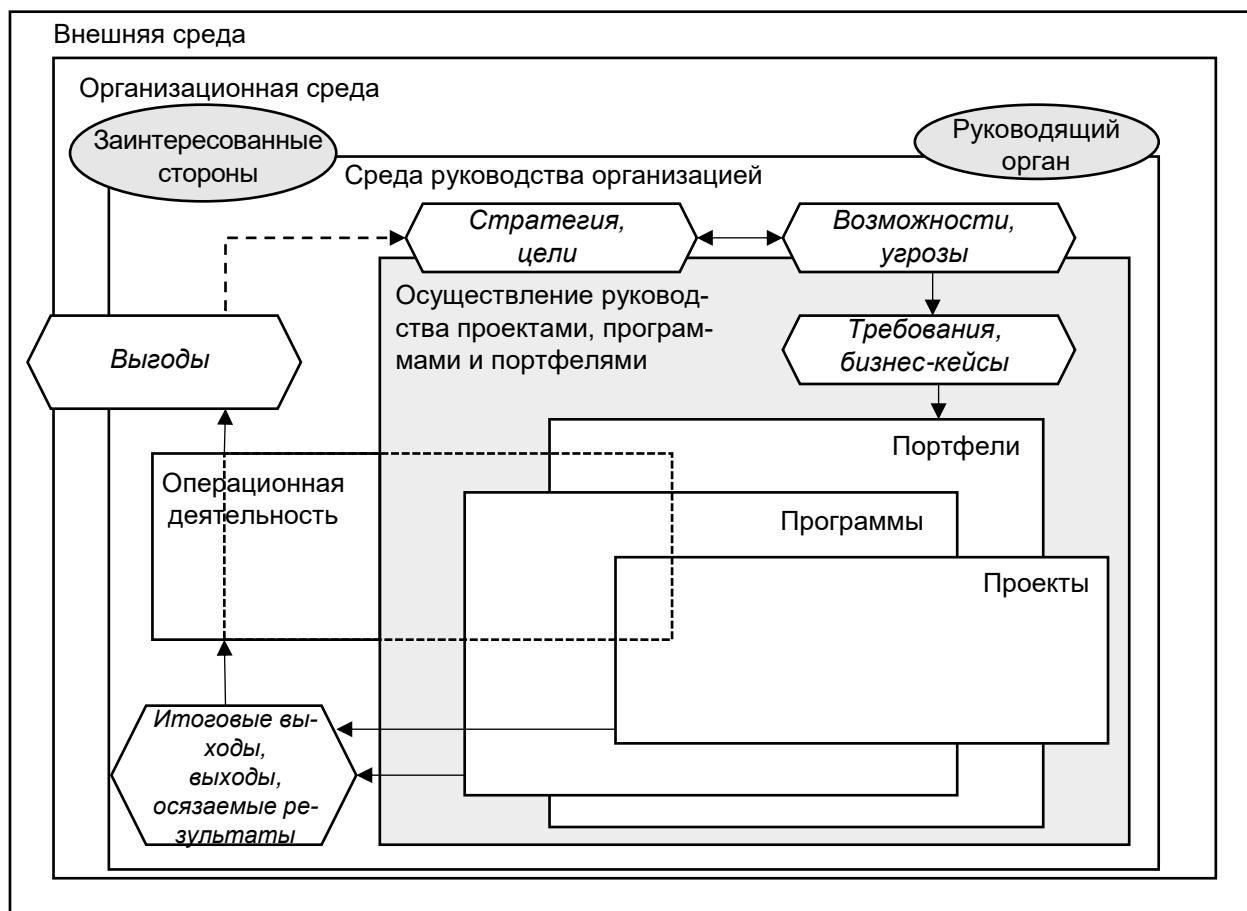 Внешняя среда
Организационная среда
Заинтересованные
стороны
Руководящий
орган
Среда руководства организацией
Стратегия,
цели
Возможности,
угрозы
Осуществление руковод-
ства проектами, програм-
мами и портфелями
Требования,
бизнес-кейсы
Выгоды
Портфели
Операционная
деятельность
Программы
Проекты
Итоговые вы-
ходы,
выходы,
осязаемые ре-
зультаты